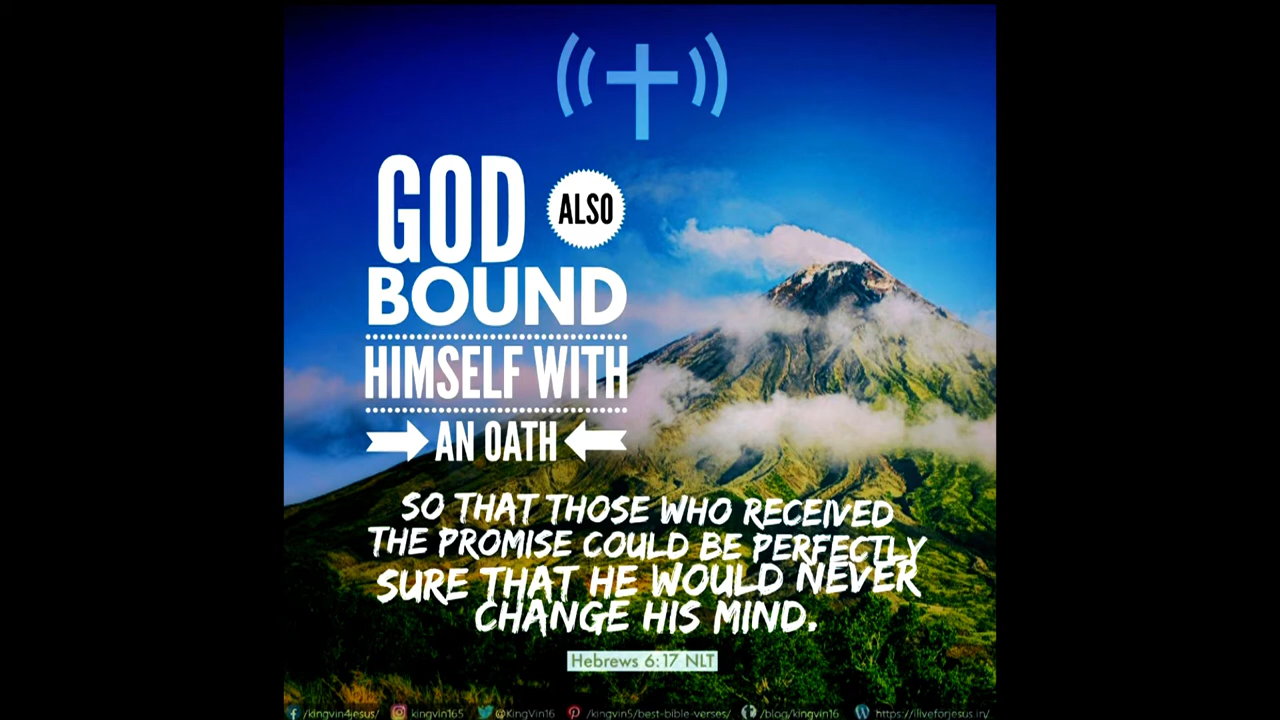 GOD ALSO
BOUND
HIMSELF WITH
AN OATH
SO THAT THOSE WHO RECEIVED
THE PROMISE COULD BE PERFECTLY
SURE THAT HE WOULD NEVER
CHANGE HIS MIND.
Hebrews 6:17 NLT
/kingvin4jesus/ kingvin165 @KingVin16 /kingvin5/best-bible-verses/ /blog/kingvin16 https://iliveforjesus.in/